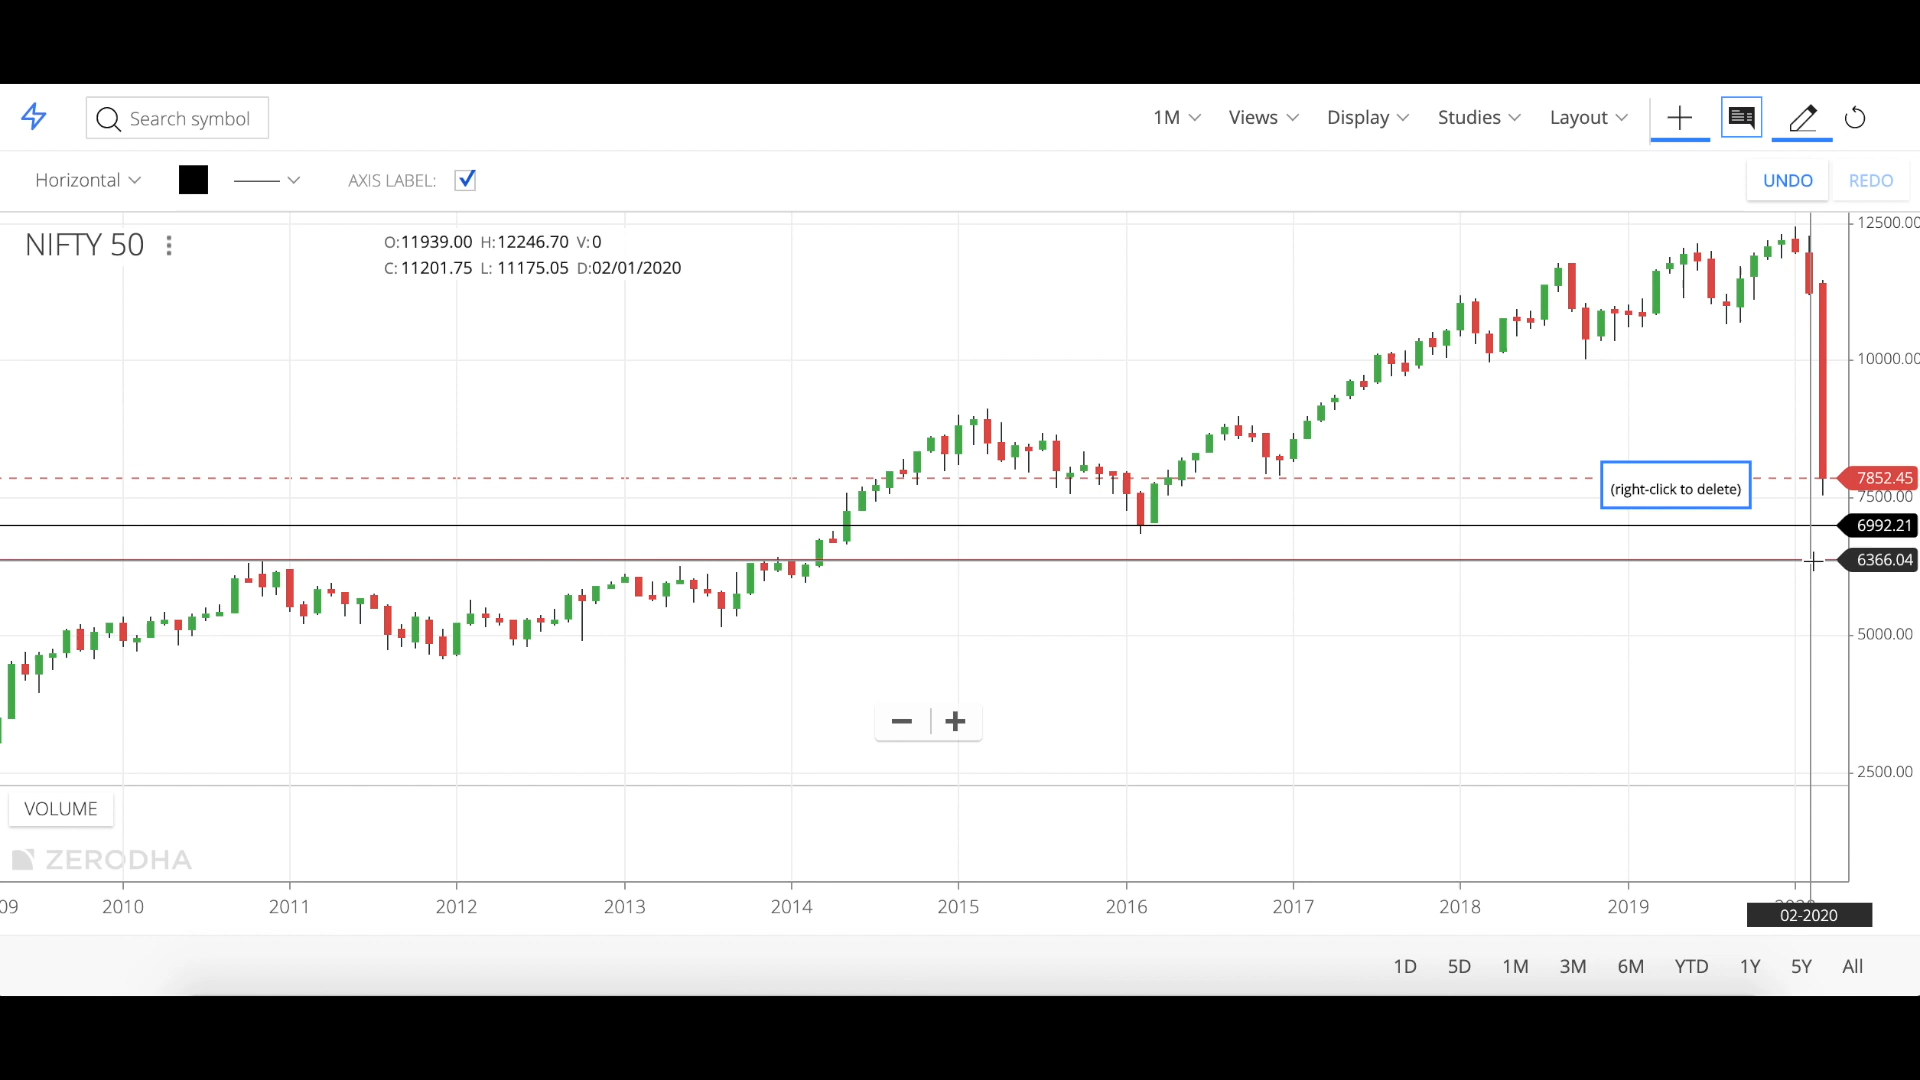 Search symbol
1M Views Display Studies Layout
Horizontal AXIS LABEL: UNDO REDO
NIFTY 50
O:11939.00 H:12246.70 V:0
C:11201.75 L: 11175.05 D:02/01/2020
12500.00
10000.00
7852.45
7500.00
(right-click to delete)
6992.21
6366.04
5000.00
2500.00
VOLUME
ZERODHA
09 2010 2011 2012 2013 2014 2015 2016 2017 2018 2019
02-2020
1D 5D 1M 3M 6M YTD 1Y 5Y All